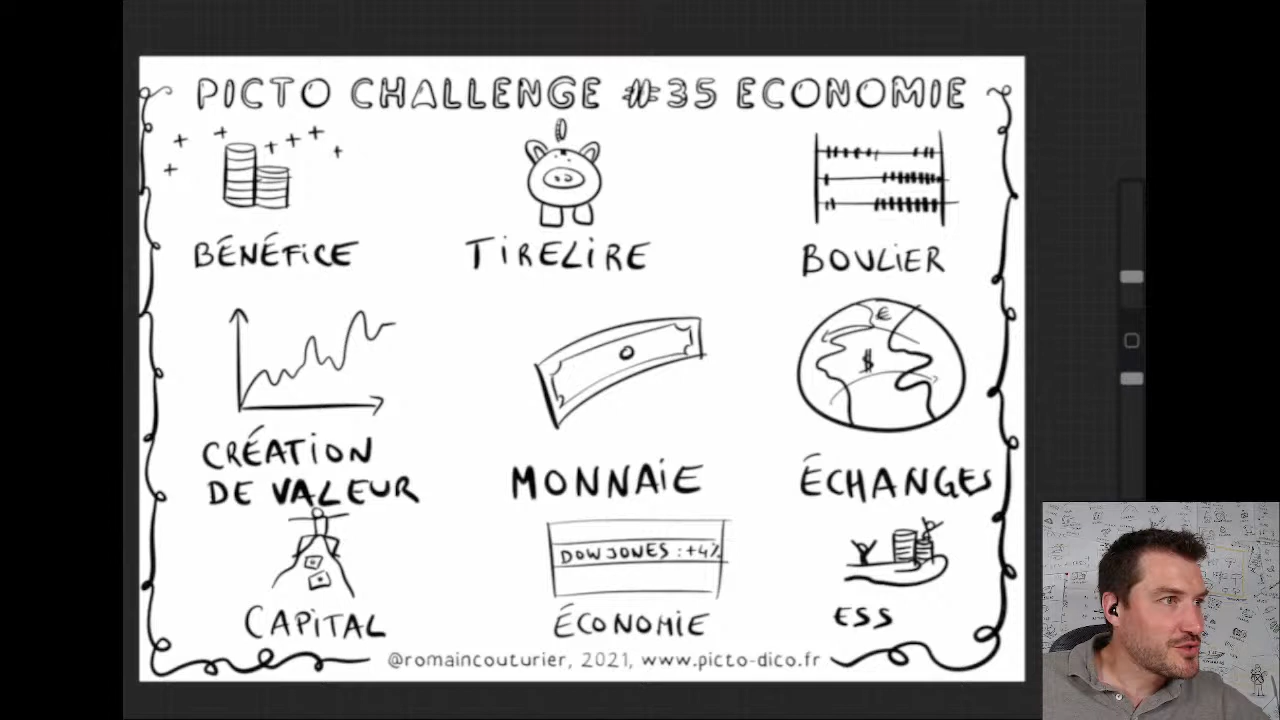 PICTO CHALLENGE #35 ECONOMIE
BÉNÉFICE
TIRELIRE
BOULIER
€
$
CRÉATION
DE VALEUR
MONNAIE
ÉCHANGES
DOW JONES : +4%
CAPITAL
ÉCONOMIE
ESS
@romaincouturier, 2021, www.picto-dico.fr